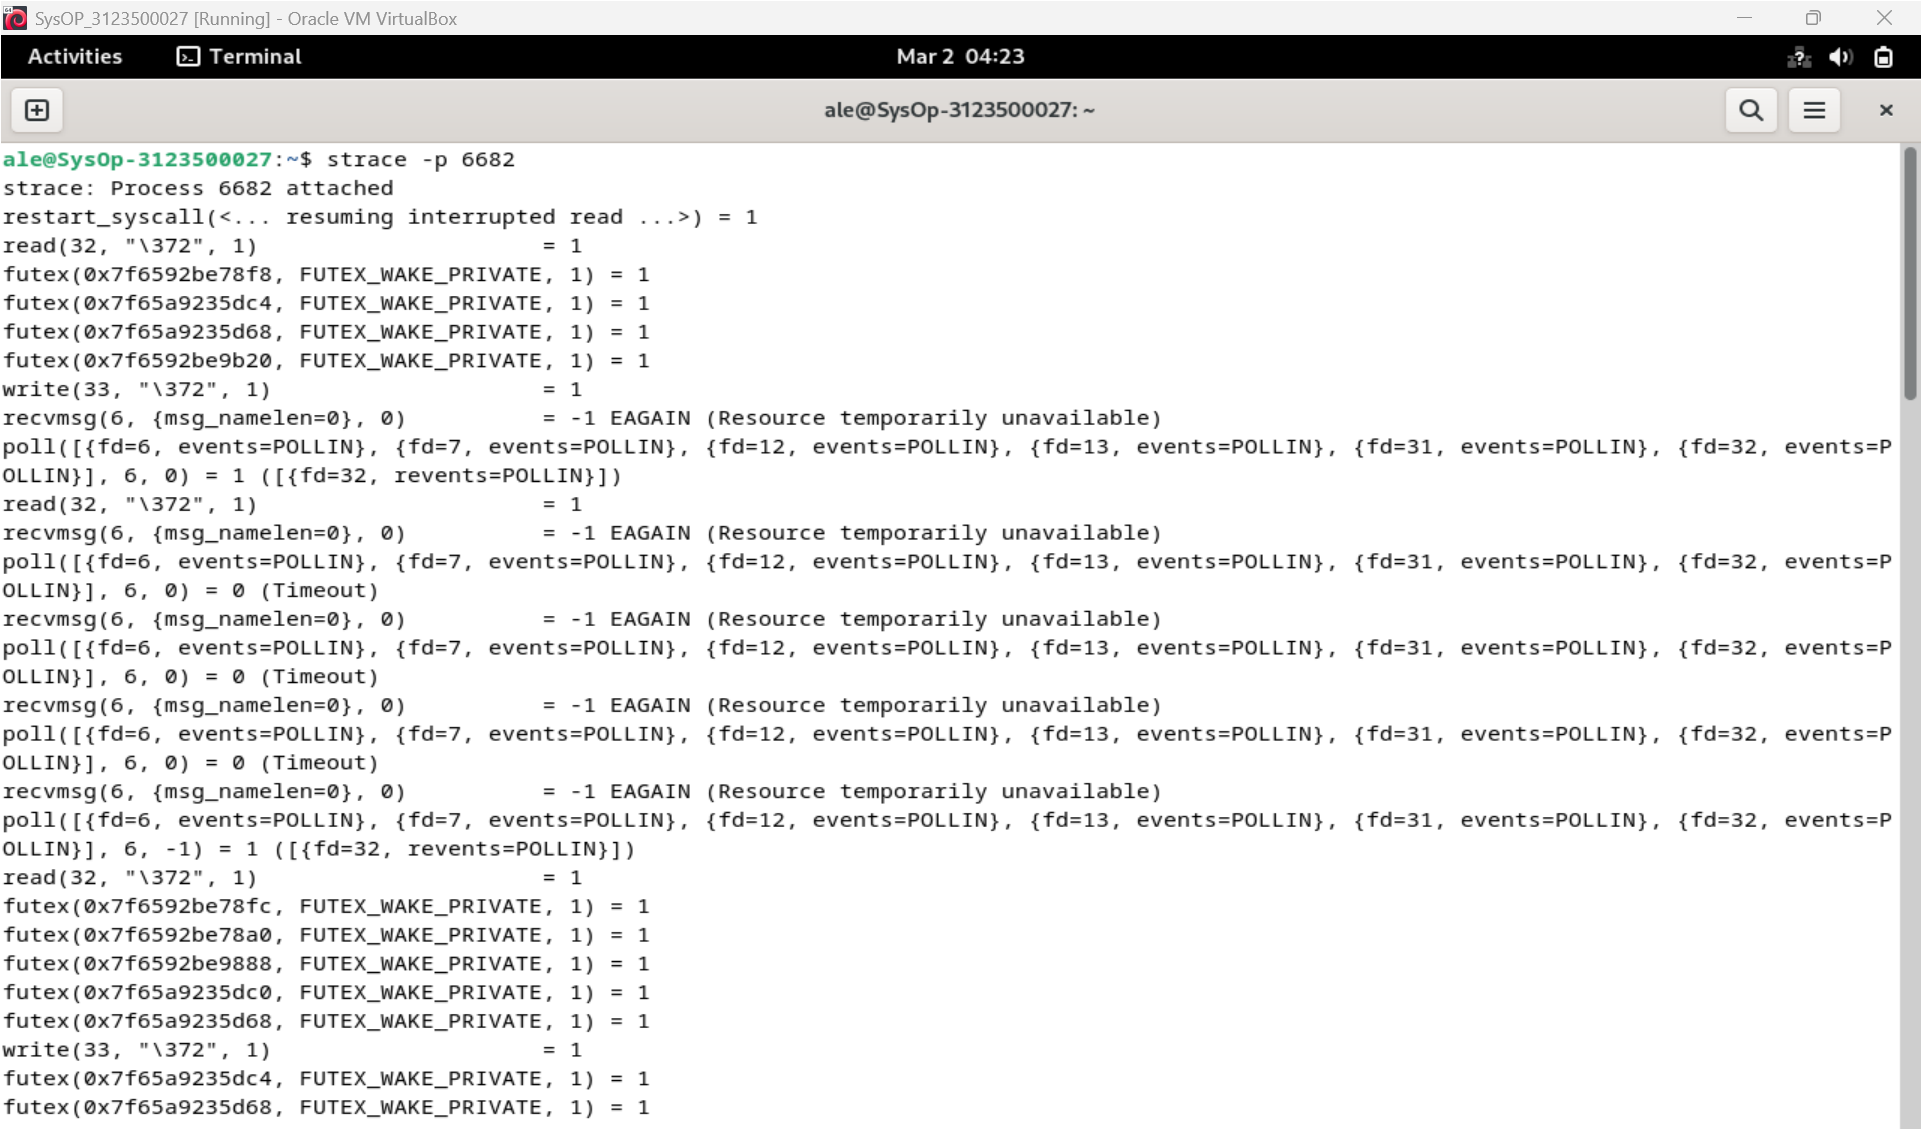 SysOP_3123500027 [Running] - Oracle VM VirtualBox
Activities Terminal Mar 2 04:23
ale@SysOp-3123500027: ~
ale@SysOp-3123500027:~$ strace -p 6682
strace: Process 6682 attached
restart_syscall(<... resuming interrupted read ...>) = 1
read(32, "\372", 1) = 1
futex(0x7f6592be78f8, FUTEX_WAKE_PRIVATE, 1) = 1
futex(0x7f65a9235dc4, FUTEX_WAKE_PRIVATE, 1) = 1
futex(0x7f65a9235d68, FUTEX_WAKE_PRIVATE, 1) = 1
futex(0x7f6592be9b20, FUTEX_WAKE_PRIVATE, 1) = 1
write(33, "\372", 1) = 1
recvmsg(6, {msg_namelen=0}, 0) = -1 EAGAIN (Resource temporarily unavailable)
poll([{fd=6, events=POLLIN}, {fd=7, events=POLLIN}, {fd=12, events=POLLIN}, {fd=13, events=POLLIN}, {fd=31, events=POLLIN}, {fd=32, events=P
OLLIN}], 6, 0) = 1 ([{fd=32, revents=POLLIN}])
read(32, "\372", 1) = 1
recvmsg(6, {msg_namelen=0}, 0) = -1 EAGAIN (Resource temporarily unavailable)
poll([{fd=6, events=POLLIN}, {fd=7, events=POLLIN}, {fd=12, events=POLLIN}, {fd=13, events=POLLIN}, {fd=31, events=POLLIN}, {fd=32, events=P
OLLIN}], 6, 0) = 0 (Timeout)
recvmsg(6, {msg_namelen=0}, 0) = -1 EAGAIN (Resource temporarily unavailable)
poll([{fd=6, events=POLLIN}, {fd=7, events=POLLIN}, {fd=12, events=POLLIN}, {fd=13, events=POLLIN}, {fd=31, events=POLLIN}, {fd=32, events=P
OLLIN}], 6, 0) = 0 (Timeout)
recvmsg(6, {msg_namelen=0}, 0) = -1 EAGAIN (Resource temporarily unavailable)
poll([{fd=6, events=POLLIN}, {fd=7, events=POLLIN}, {fd=12, events=POLLIN}, {fd=13, events=POLLIN}, {fd=31, events=POLLIN}, {fd=32, events=P
OLLIN}], 6, 0) = 0 (Timeout)
recvmsg(6, {msg_namelen=0}, 0) = -1 EAGAIN (Resource temporarily unavailable)
poll([{fd=6, events=POLLIN}, {fd=7, events=POLLIN}, {fd=12, events=POLLIN}, {fd=13, events=POLLIN}, {fd=31, events=POLLIN}, {fd=32, events=P
OLLIN}], 6, -1) = 1 ([{fd=32, revents=POLLIN}])
read(32, "\372", 1) = 1
futex(0x7f6592be78fc, FUTEX_WAKE_PRIVATE, 1) = 1
futex(0x7f6592be78a0, FUTEX_WAKE_PRIVATE, 1) = 1
futex(0x7f6592be9888, FUTEX_WAKE_PRIVATE, 1) = 1
futex(0x7f65a9235dc0, FUTEX_WAKE_PRIVATE, 1) = 1
futex(0x7f65a9235d68, FUTEX_WAKE_PRIVATE, 1) = 1
write(33, "\372", 1) = 1
futex(0x7f65a9235dc4, FUTEX_WAKE_PRIVATE, 1) = 1
futex(0x7f65a9235d68, FUTEX_WAKE_PRIVATE, 1) = 1